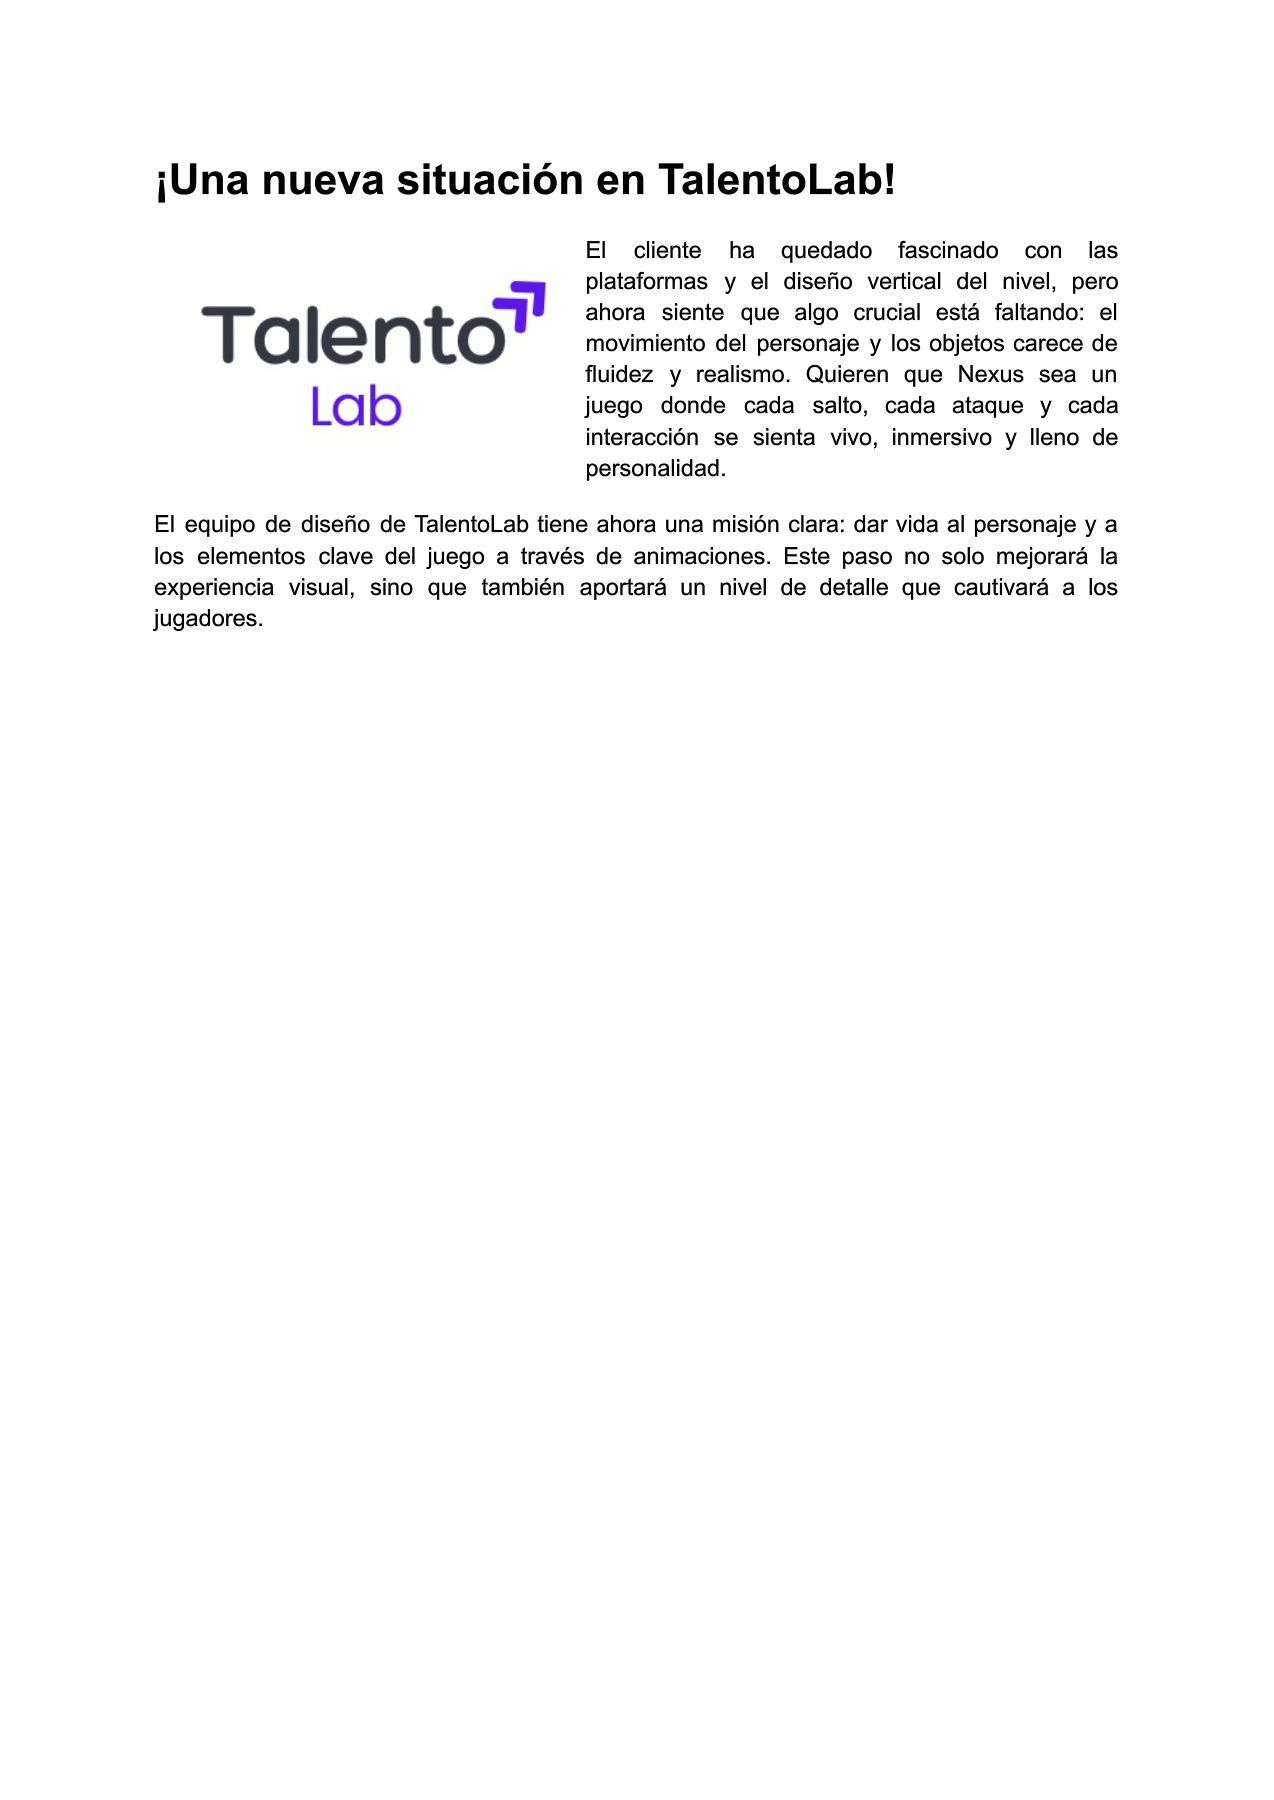 ¡Una nueva situación en TalentoLab!
Talento
Lab
El cliente ha quedado fascinado con las
plataformas y el diseño vertical del nivel, pero
ahora siente que algo crucial está faltando: el
movimiento del personaje y los objetos carece de
fluidez y realismo. Quieren que Nexus sea un
juego donde cada salto, cada ataque y cada
interacción se sienta vivo, inmersivo y lleno de
personalidad.
El equipo de diseño de TalentoLab tiene ahora una misión clara: dar vida al personaje y a
los elementos clave del juego a través de animaciones. Este paso no solo mejorará la
experiencia visual, sino que también aportará un nivel de detalle que cautivará a los
jugadores.